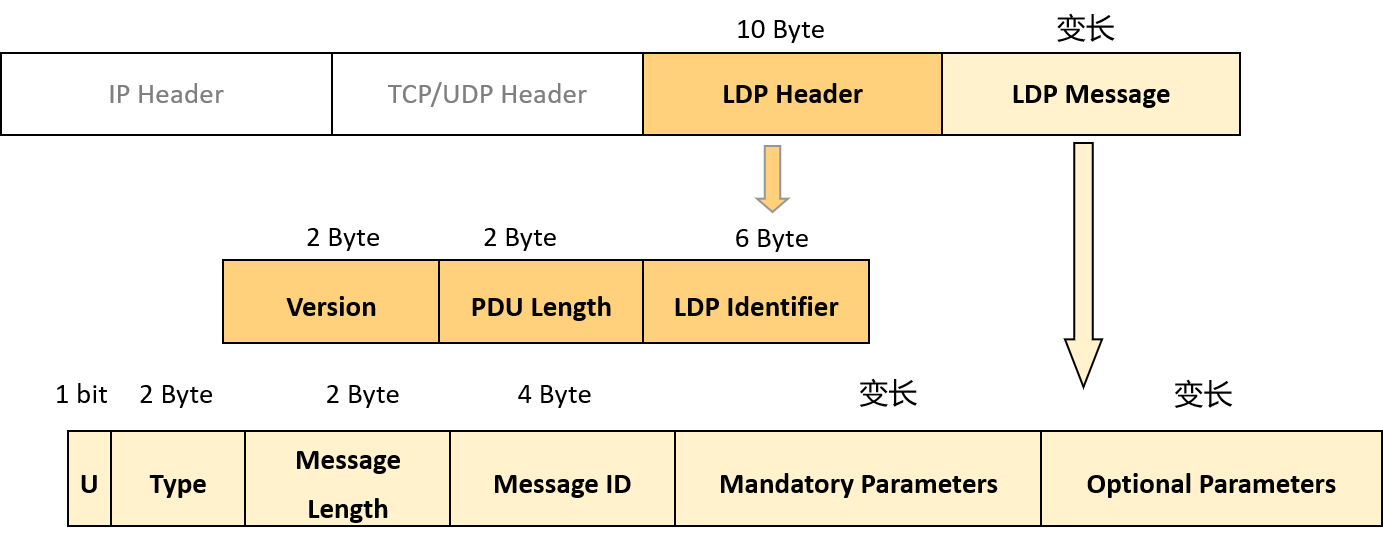 10 Byte 变长
IP Header TCP/UDP Header LDP Header LDP Message
2 Byte 2 Byte 6 Byte
Version PDU Length LDP Identifier
1 bit 2 Byte 2 Byte 4 Byte 变长 变长
U Type Message Length Message ID Mandatory Parameters Optional Parameters